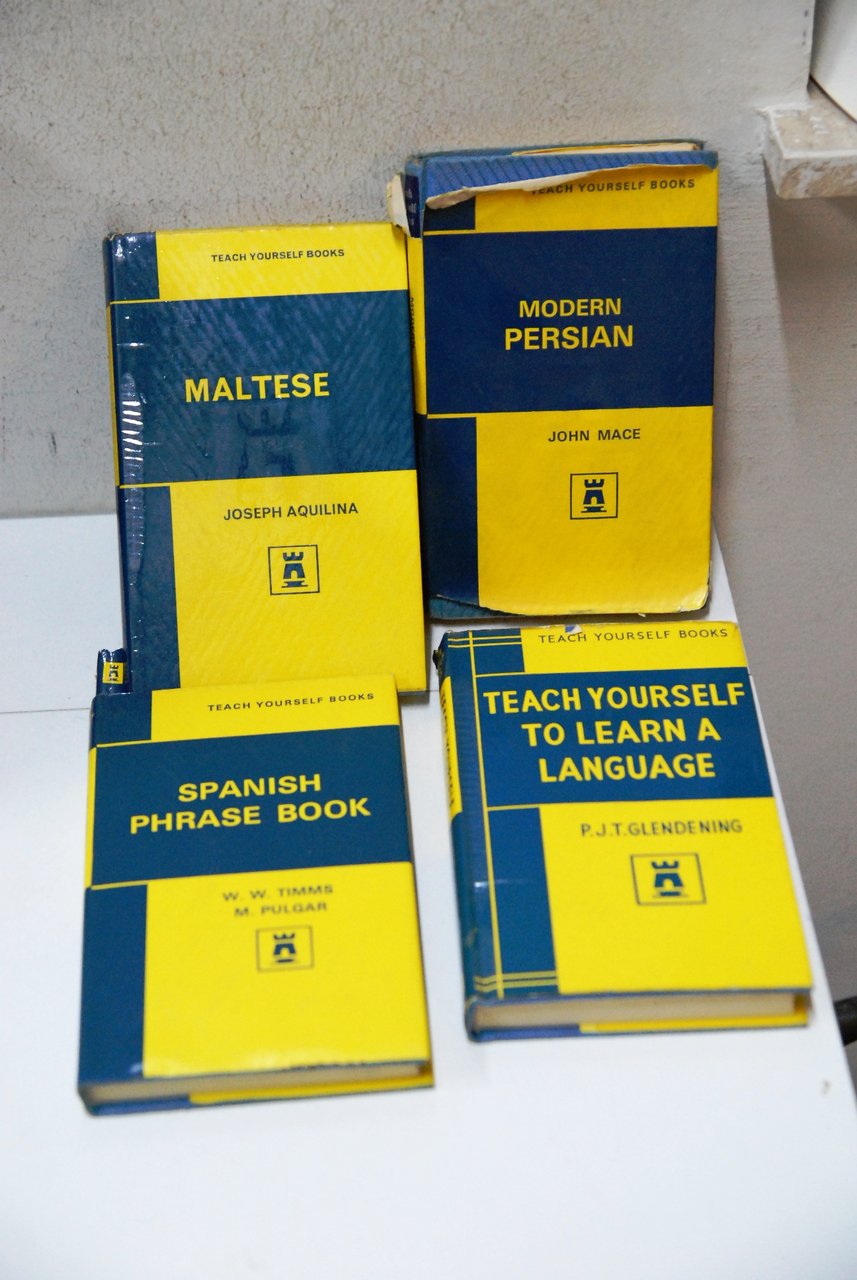 TEACH YOURSELF BOOKS
MALTESE
JOSEPH AQUILINA
TEACH YOURSELF BOOKS
MODERN
PERSIAN
JOHN MACE
TEACH YOURSELF BOOKS
SPANISH
PHRASE BOOK
W. W. TIMMS
M. PULGAR
TEACH YOURSELF BOOKS
TEACH YOURSELF
TO LEARN A
LANGUAGE
P.J.T. GLENDENING